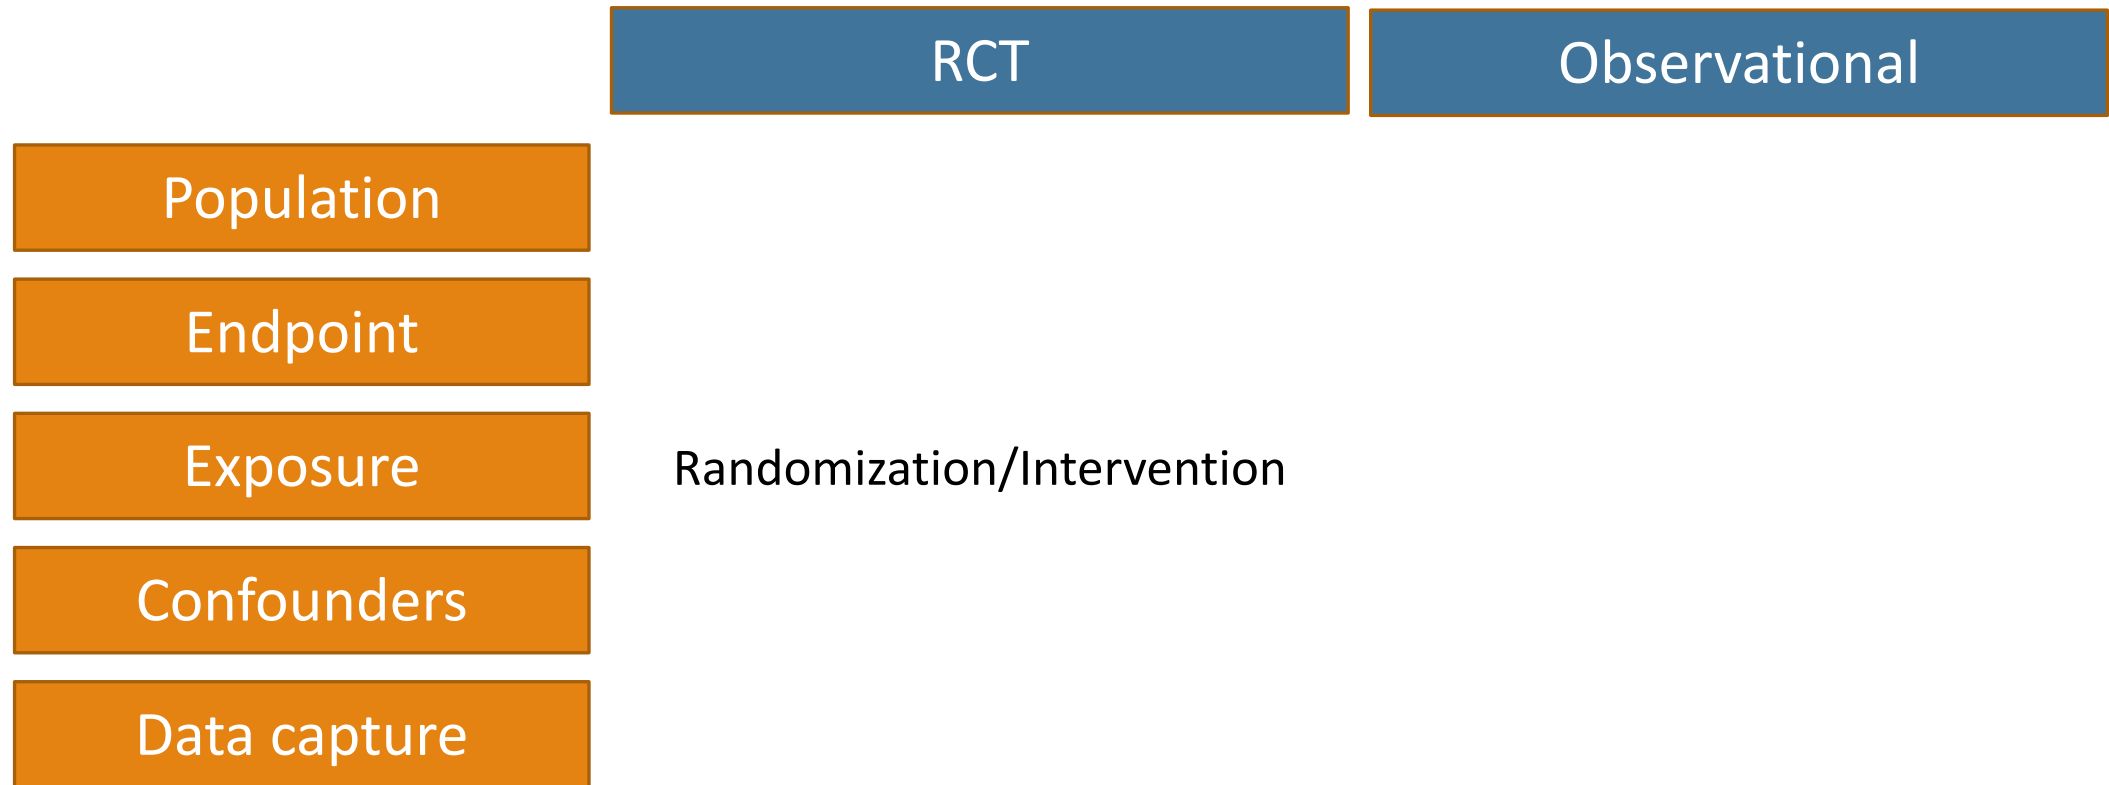 RCT
Observational
Population
Endpoint
Exposure
Randomization/Intervention
Confounders
Data capture